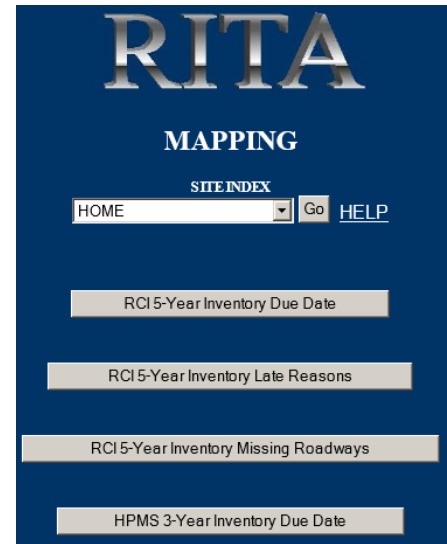 RITA
MAPPING
SITE INDEX
HOME Go HELP
RCI 5-Year Inventory Due Date
RCI 5-Year Inventory Late Reasons
RCI 5-Year Inventory Missing Roadways
HPMS 3-Year Inventory Due Date